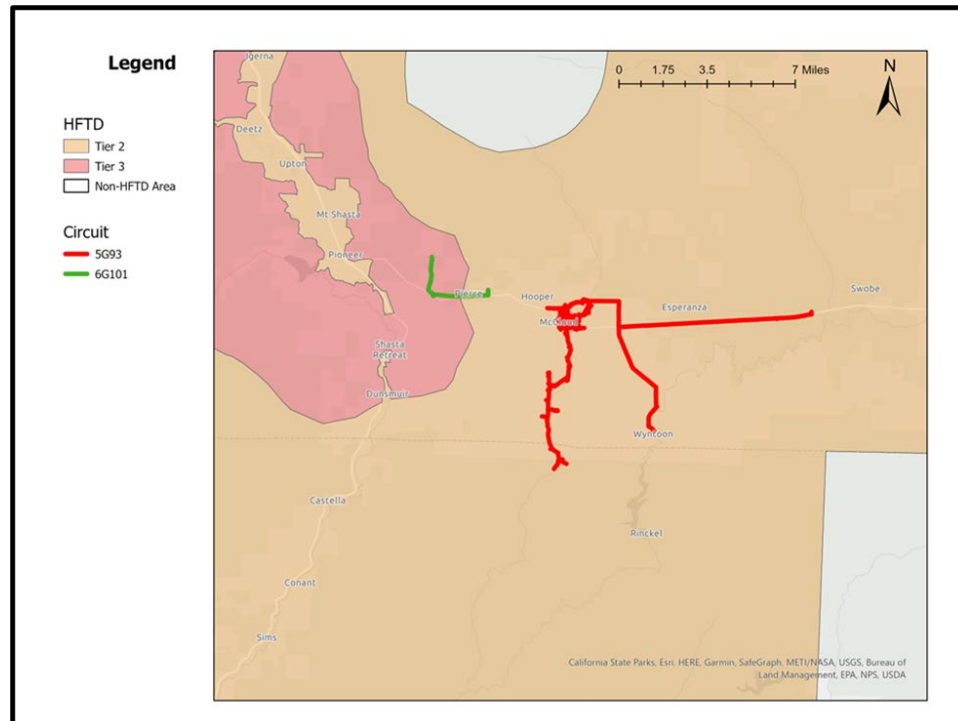 Legend
HFTD
Tier 2
Tier 3
Non-HFTD Area
Circuit
5G93
6G101
0 1.75 3.5 7 Miles
N
Igerna
Deetz
Upton
Mt Shasta
Pioneer
Pierce
Hooper
McCloud
Esperanza
Swobe
Shasta
Retreat
Dunsmuir
Wyntoon
Castella
Rinckel
Conant
Sims
California State Parks, Esri, HERE, Garmin, SafeGraph, METI/NASA, USGS, Bureau of
Land Management, EPA, NPS, USDA